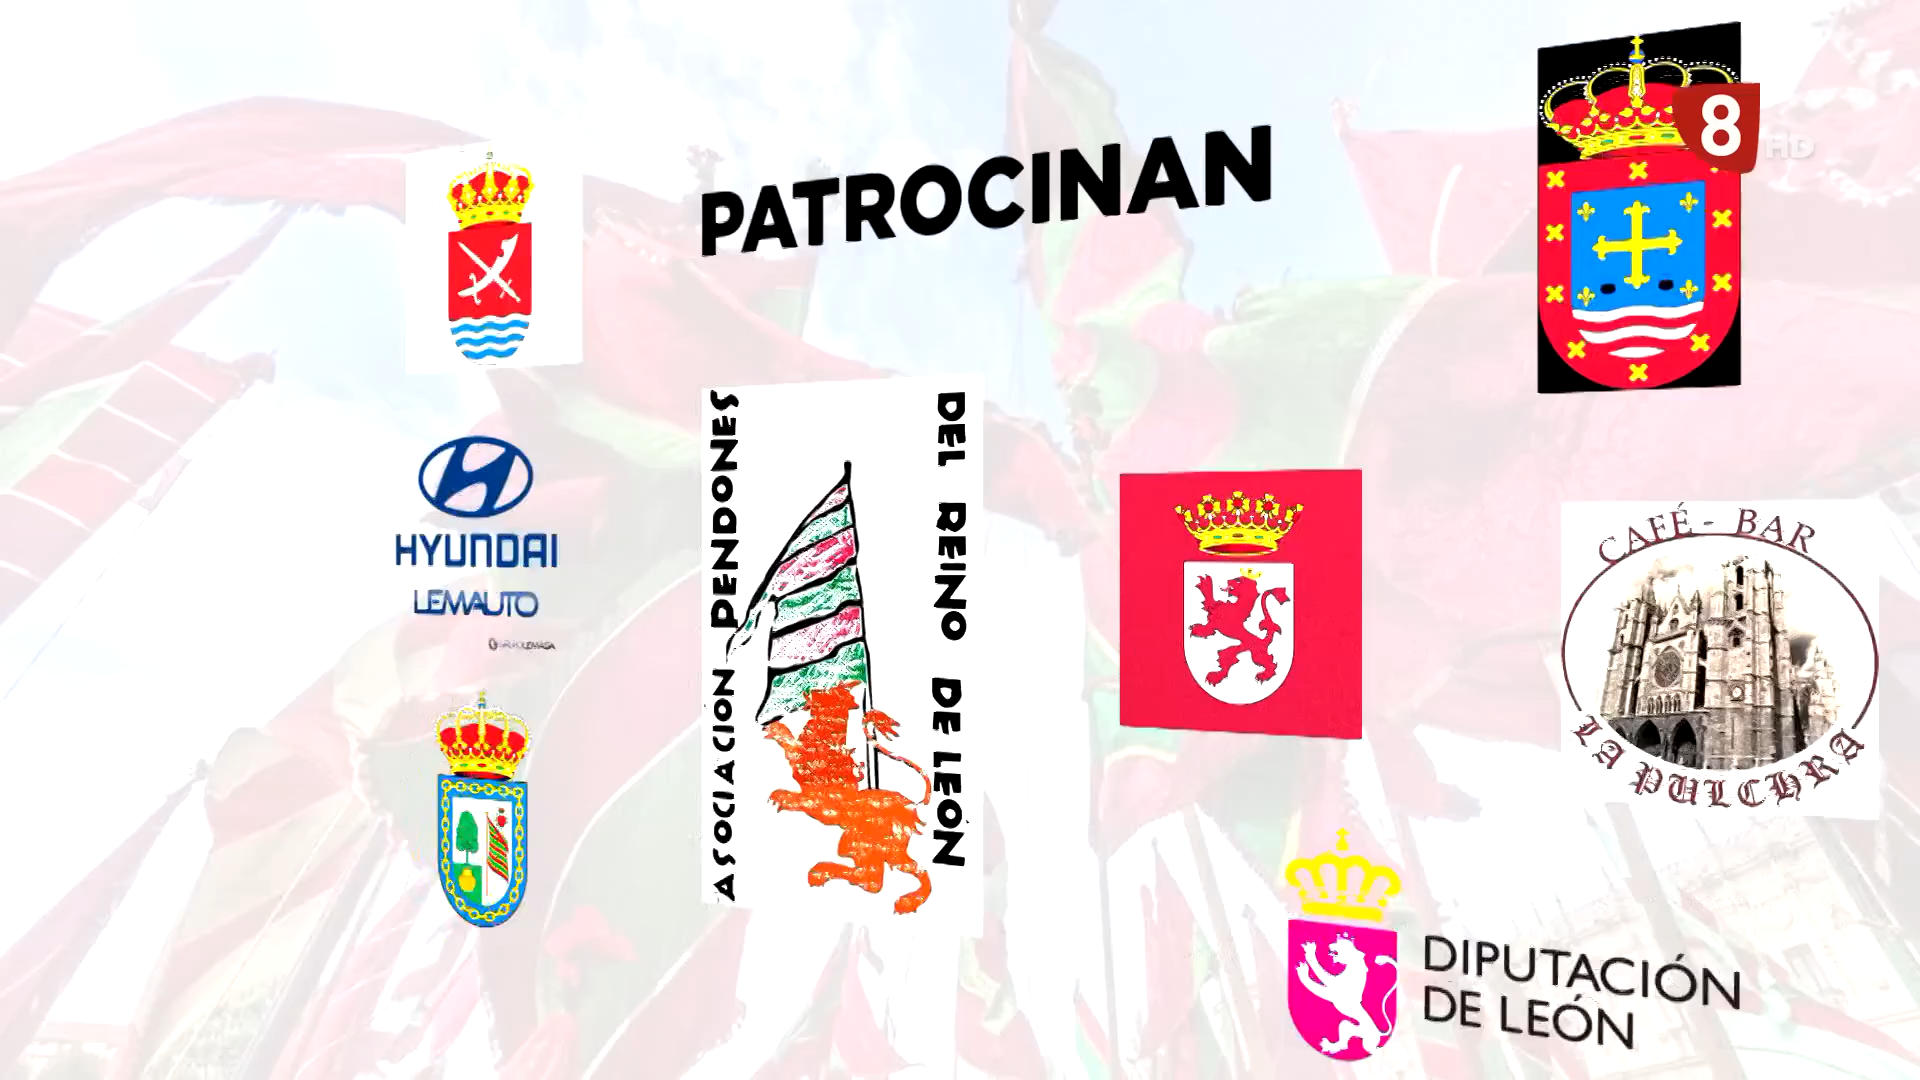 PATROCINAN
8
HD
HYUNDAI
LEMAUTO
ASOCIACION PENDONES
DEL REINO DE LEÓN
CAFÉ - BAR
LA PULCHRA
DIPUTACIÓN
DE LEÓN